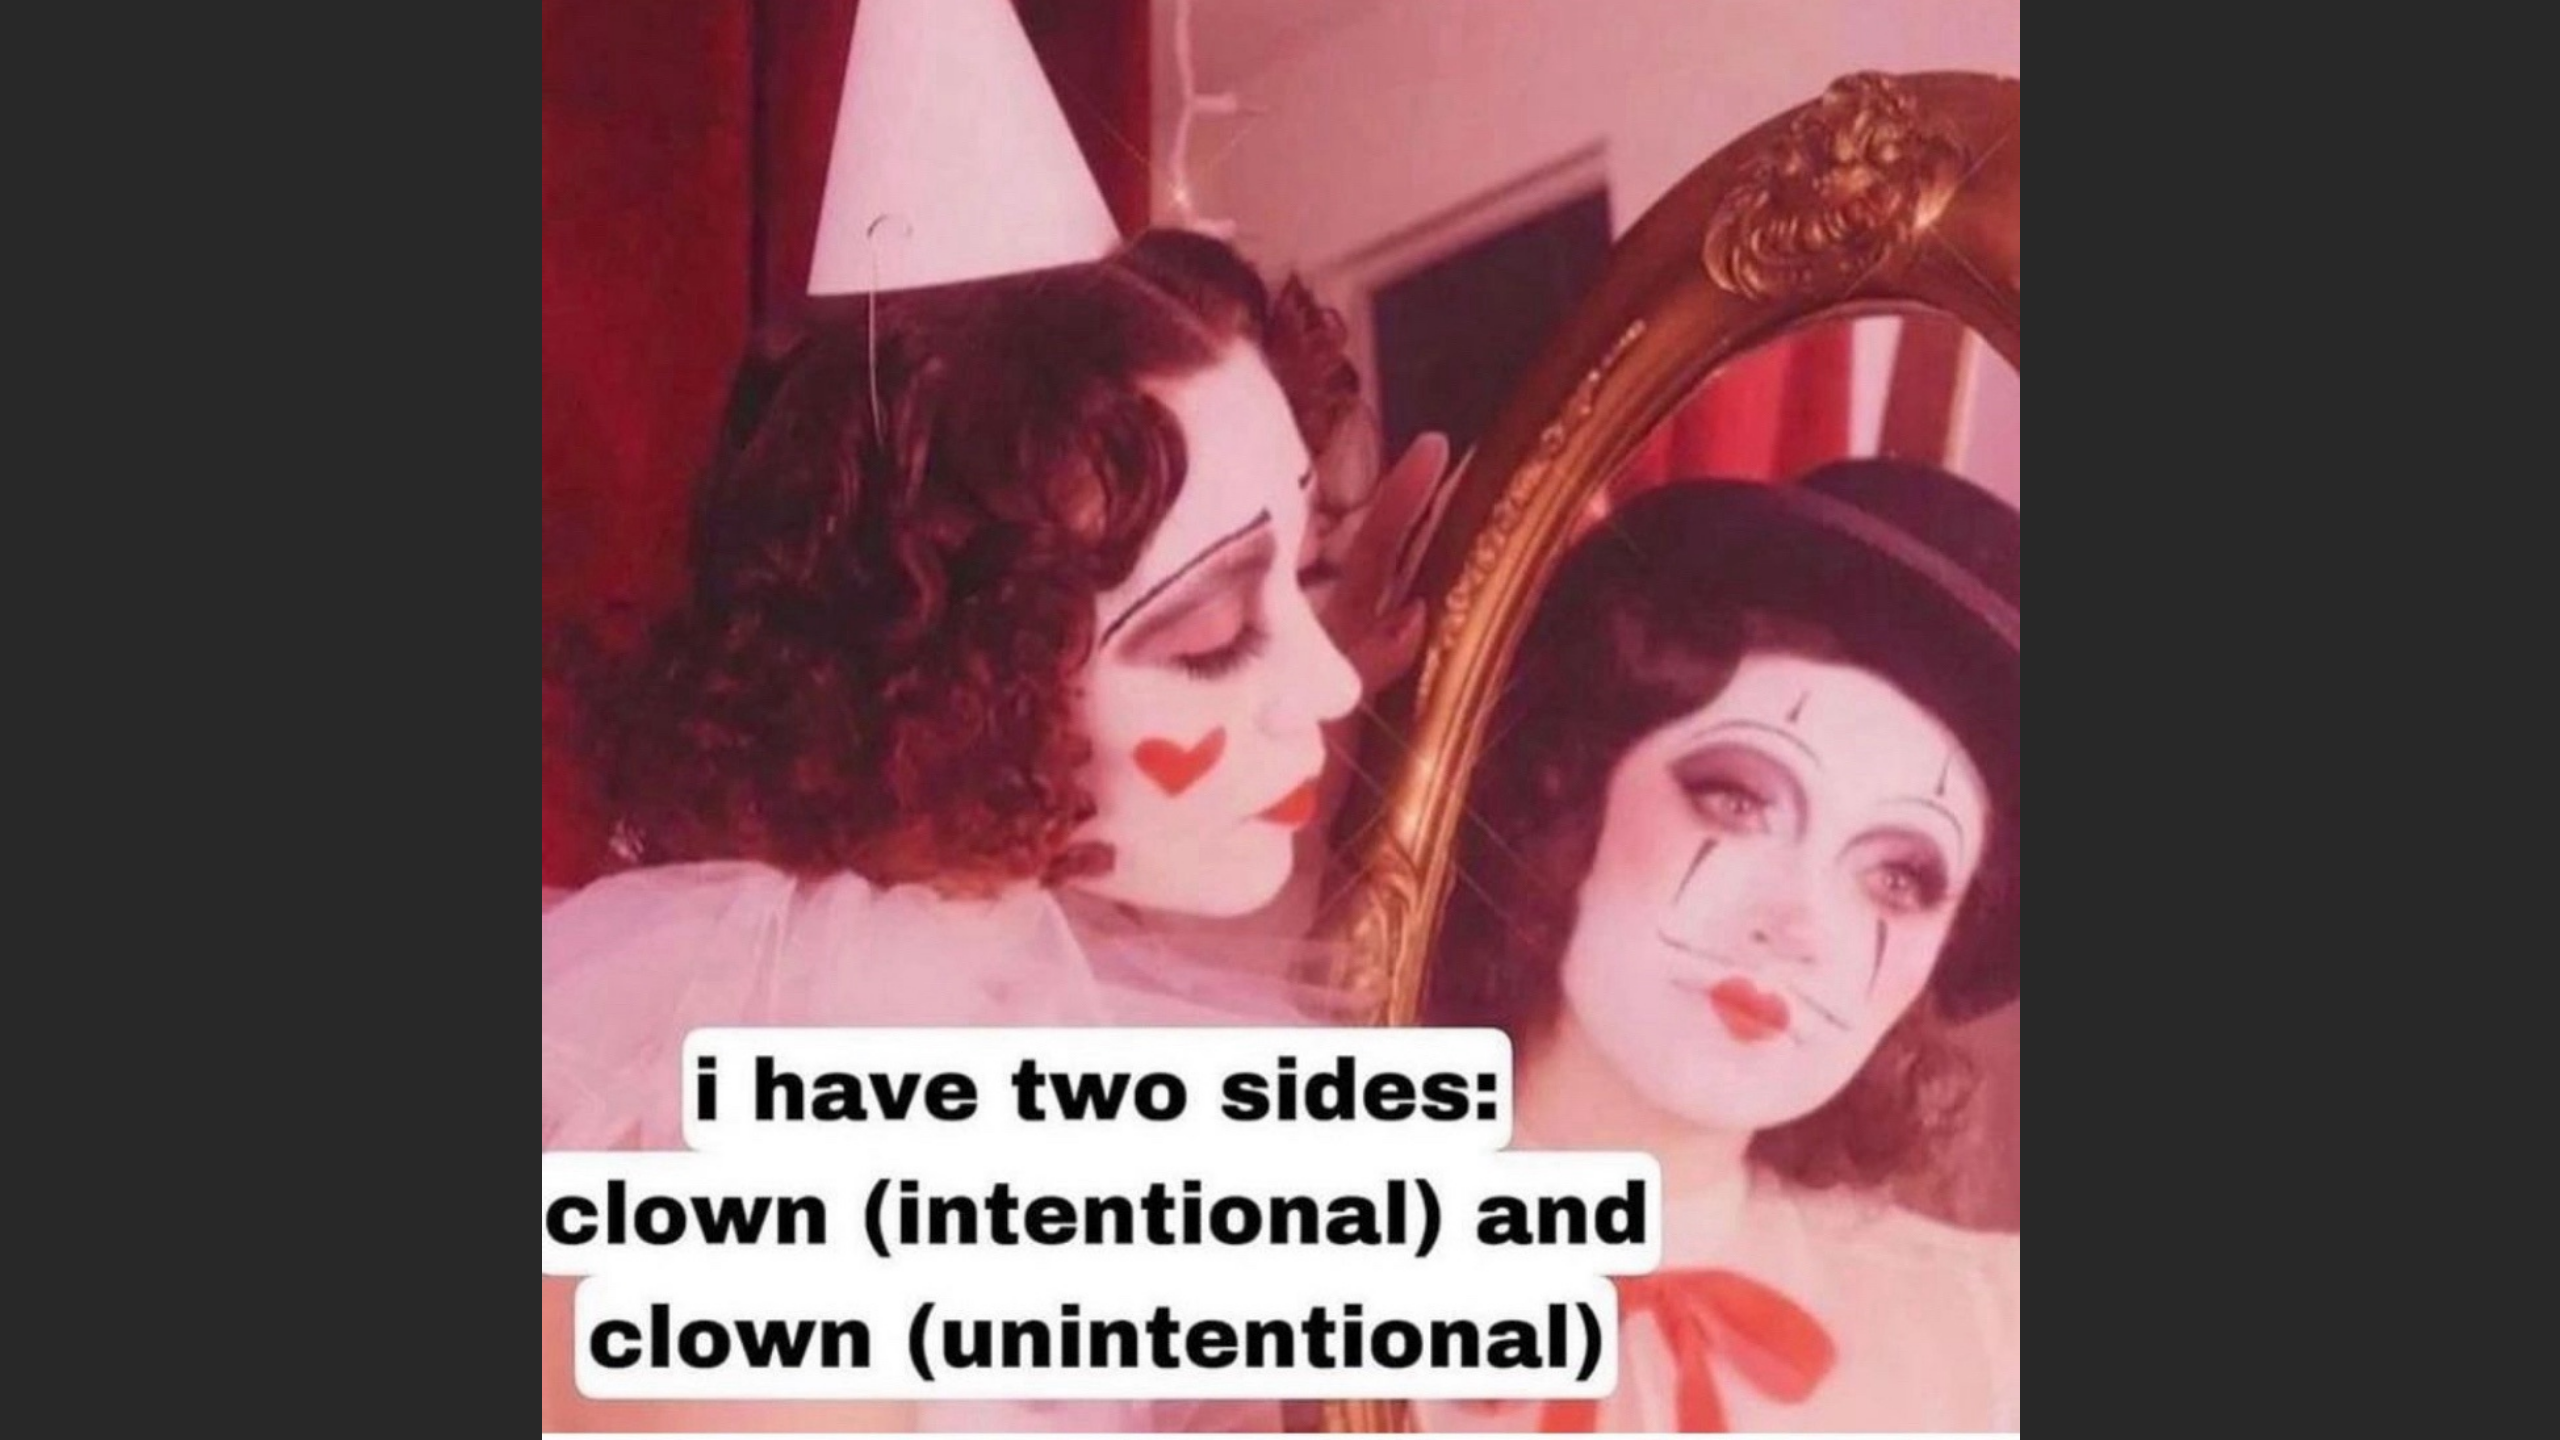 i have two sides:
clown (intentional) and
clown (unintentional)